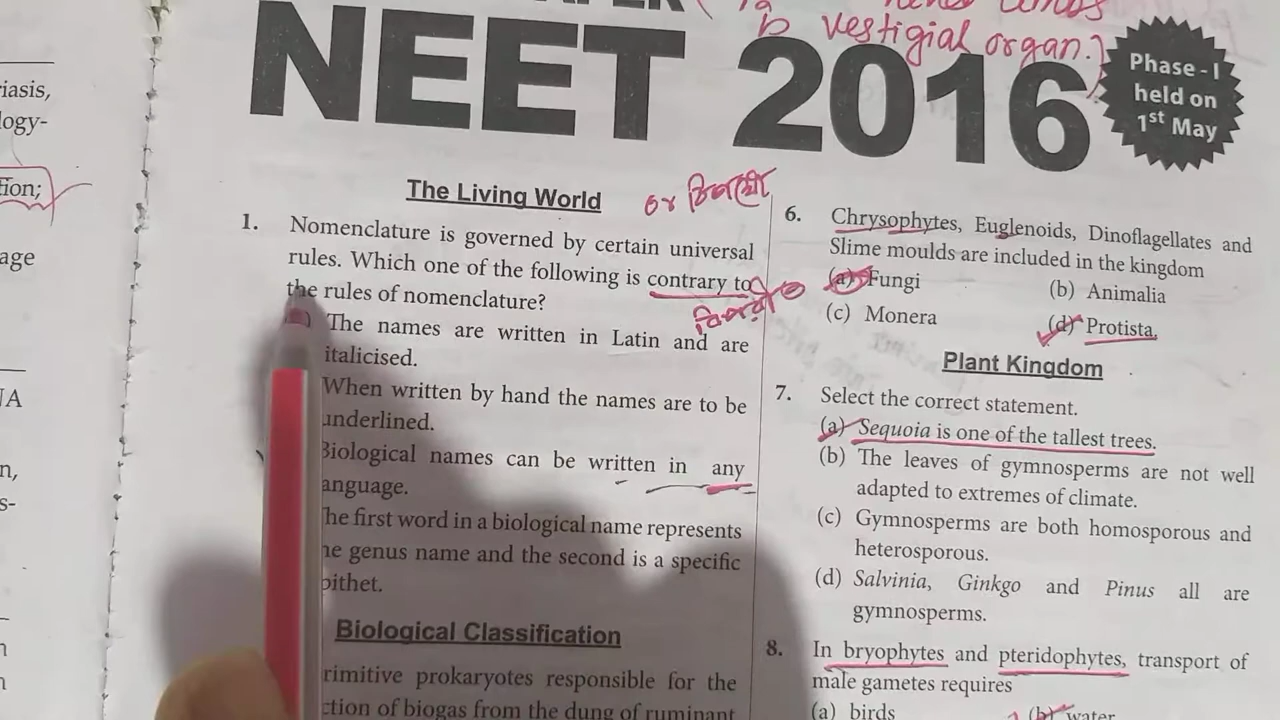 vestigial organ.)
NEET 2016
Phase - I
held on
1st May
iasis,
logy-
tion;
age
The Living World
or
1. Nomenclature is governed by certain universal
rules. Which one of the following is contrary to
the rules of nomenclature?
The names are written in Latin and are
italicised.
When written by hand the names are to be
underlined.
Biological names can be written in any
anguage.
he first word in a biological name represents
he genus name and the second is a specific
pithet.
Biological Classification
rimitive prokaryotes responsible for the
ction of biogas from the dung of ruminant
6. Chrysophytes, Euglenoids, Dinoflagellates and
Slime moulds are included in the kingdom
(a) Fungi (b) Animalia
(c) Monera (d) Protista.
Plant Kingdom
7. Select the correct statement.
(a) Sequoia is one of the tallest trees.
(b) The leaves of gymnosperms are not well
adapted to extremes of climate.
(c) Gymnosperms are both homosporous and
heterosporous.
(d) Salvinia, Ginkgo and Pinus all are
gymnosperms.
8. In bryophytes and pteridophytes, transport of
male gametes requires
(a) birds (b) water